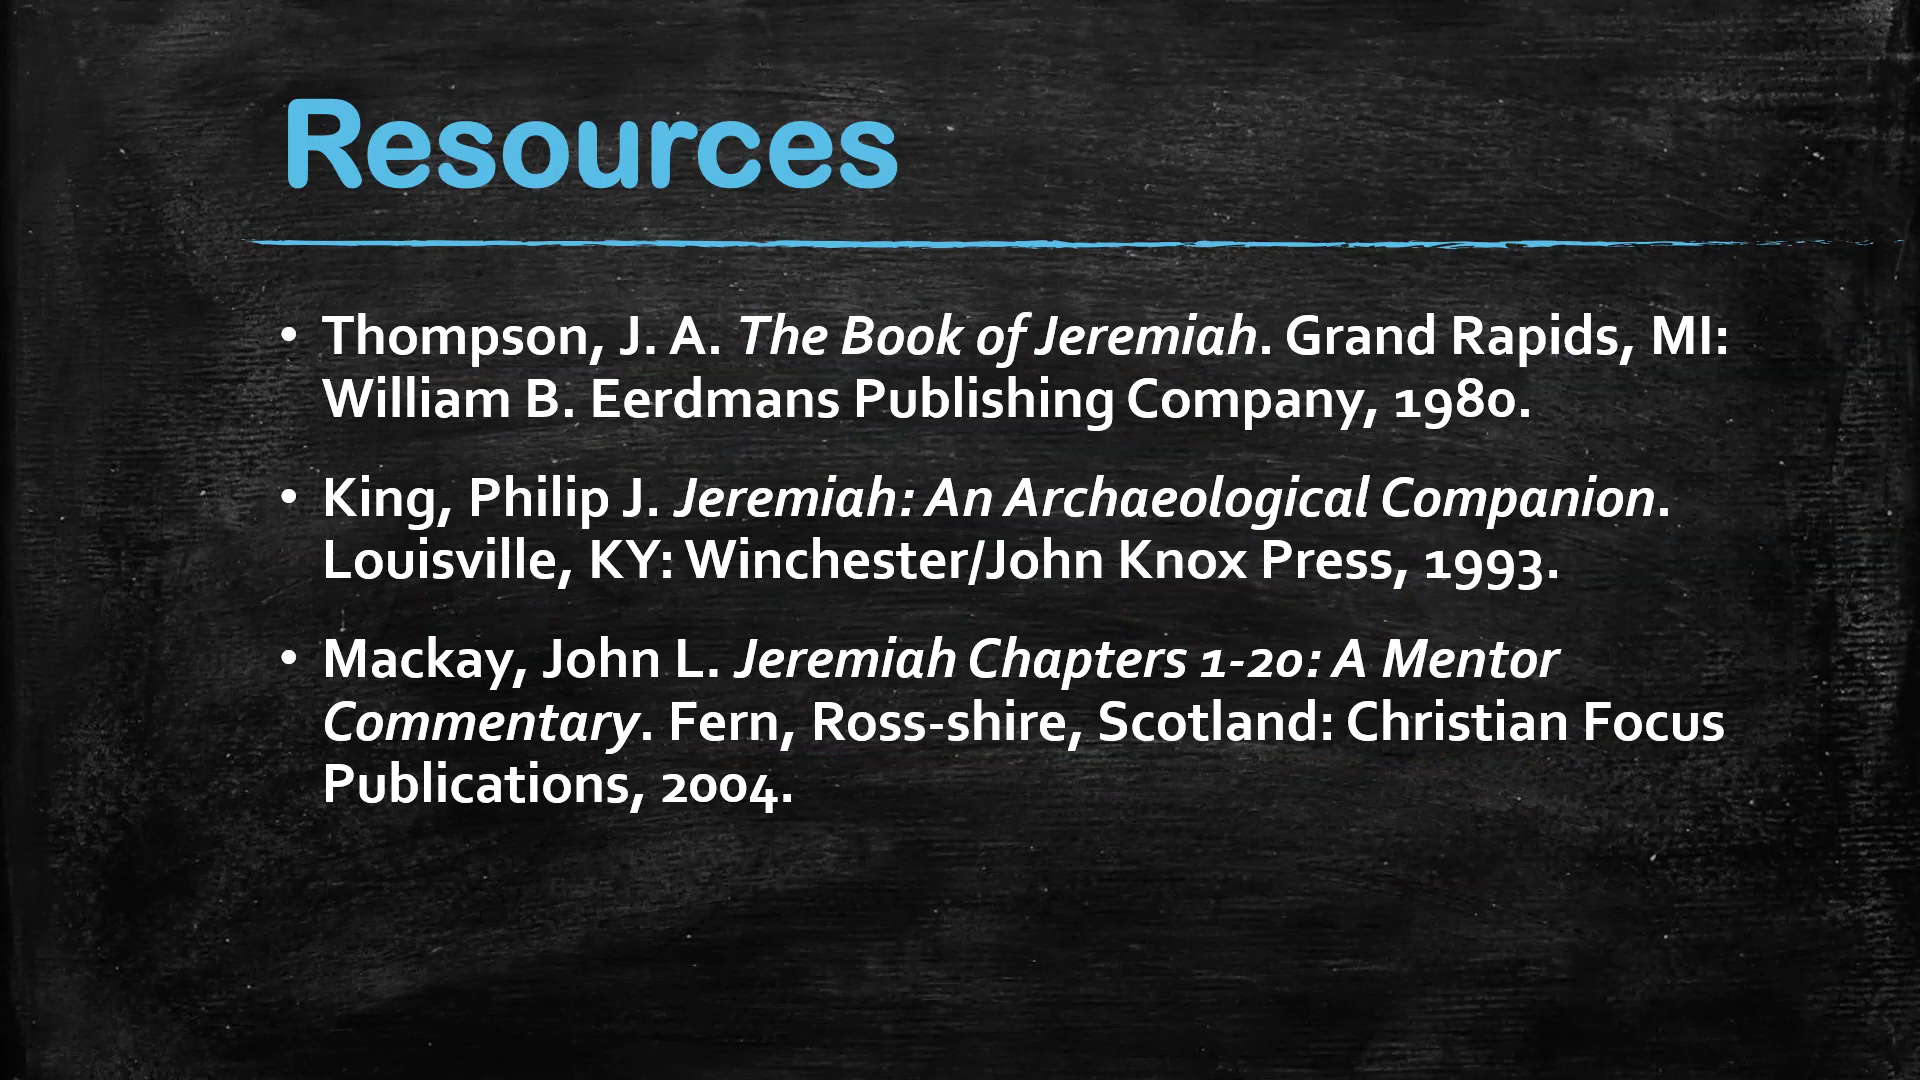 Resources
• Thompson, J. A. The Book of Jeremiah. Grand Rapids, MI:
William B. Eerdmans Publishing Company, 1980.
• King, Philip J. Jeremiah: An Archaeological Companion.
Louisville, KY: Winchester/John Knox Press, 1993.
• Mackay, John L. Jeremiah Chapters 1-20: A Mentor
Commentary. Fern, Ross-shire, Scotland: Christian Focus
Publications, 2004.